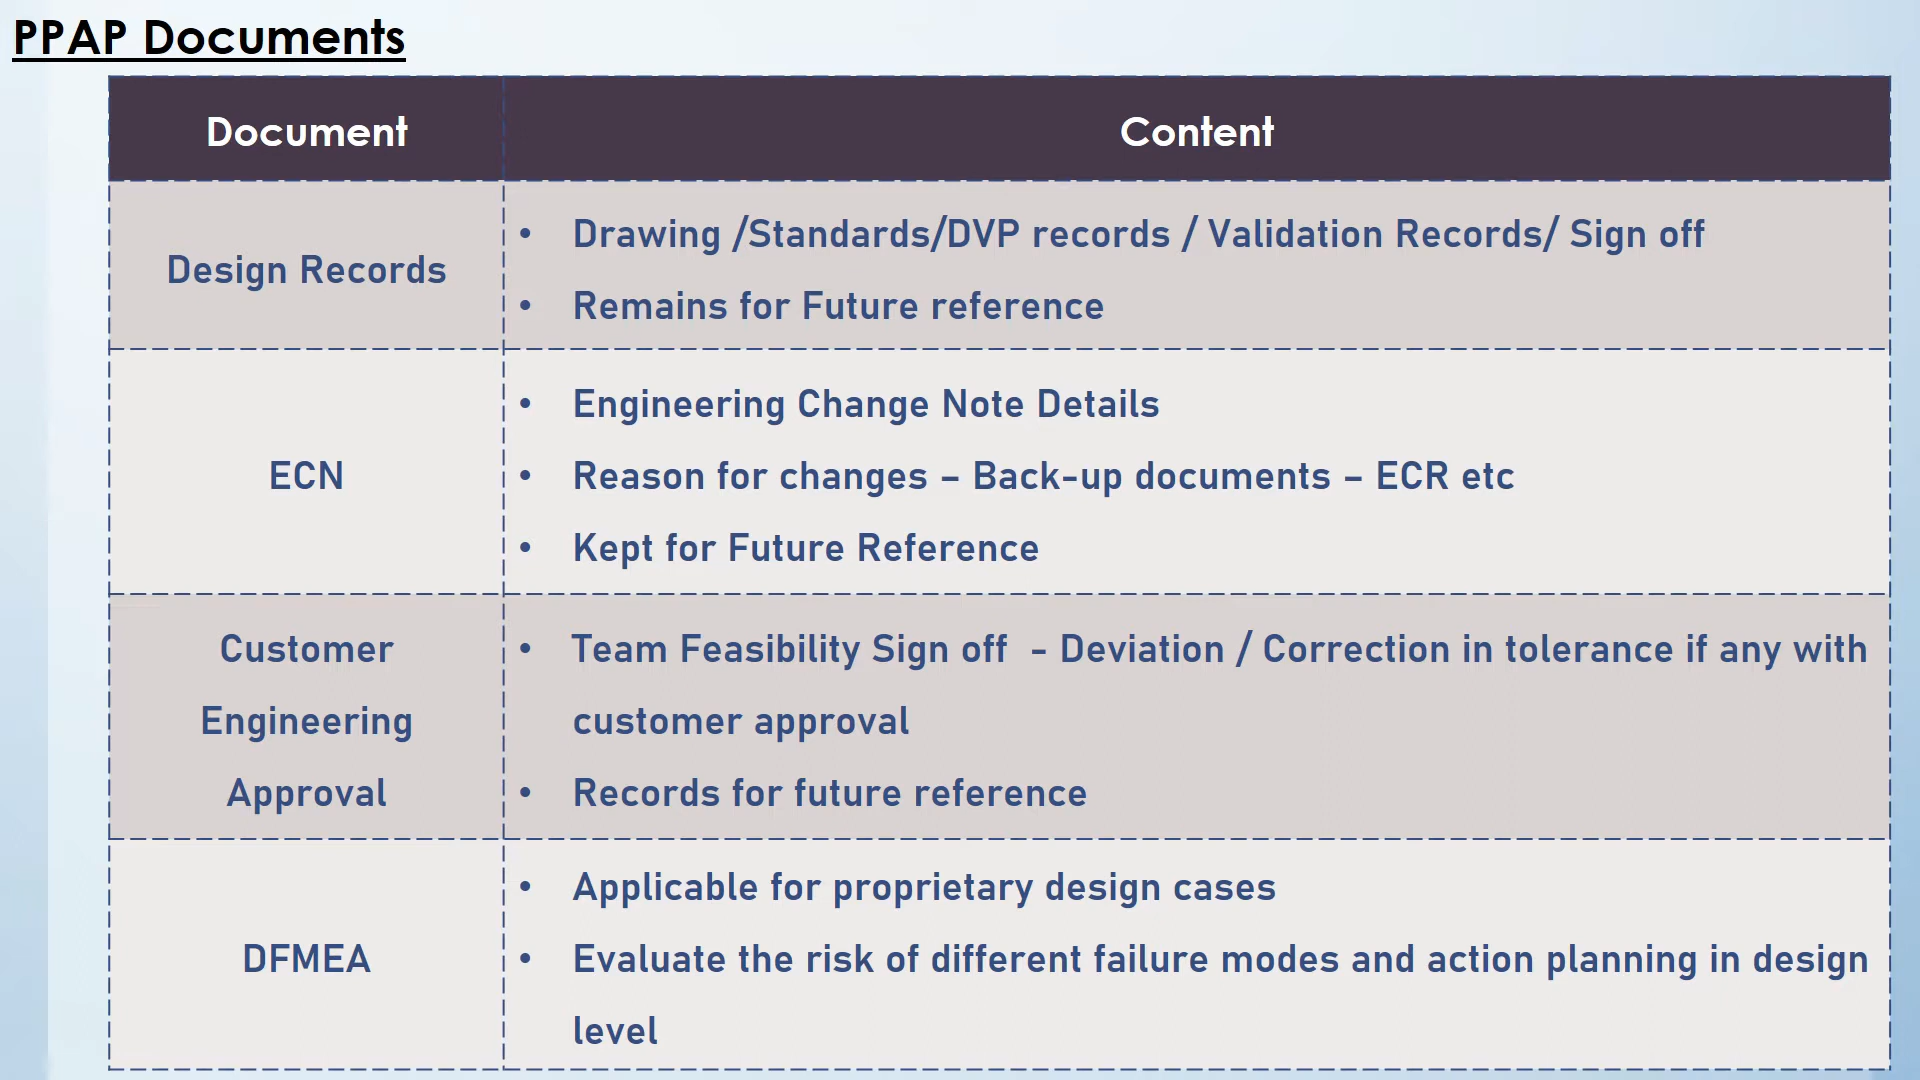 PPAP Documents
Document
Content
Design Records
• Drawing /Standards/DVP records / Validation Records/ Sign off
• Remains for Future reference
ECN
• Engineering Change Note Details
• Reason for changes – Back-up documents – ECR etc
• Kept for Future Reference
Customer
Engineering
Approval
• Team Feasibility Sign off - Deviation / Correction in tolerance if any with
customer approval
• Records for future reference
DFMEA
• Applicable for proprietary design cases
• Evaluate the risk of different failure modes and action planning in design
level